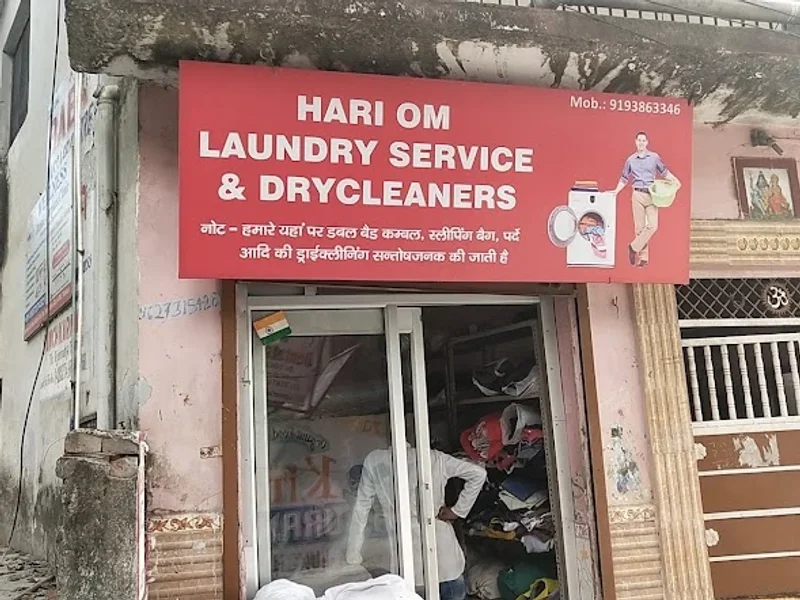 Mob.: 9193863346
HARI OM
LAUNDRY SERVICE
& DRYCLEANERS
नोट - हमारे यहाँ पर डबल बैड कम्बल, स्लीपिंग बैग, पर्दे
आदि की ड्राईक्लीनिंग सन्तोषजनक की जाती है
ॐ